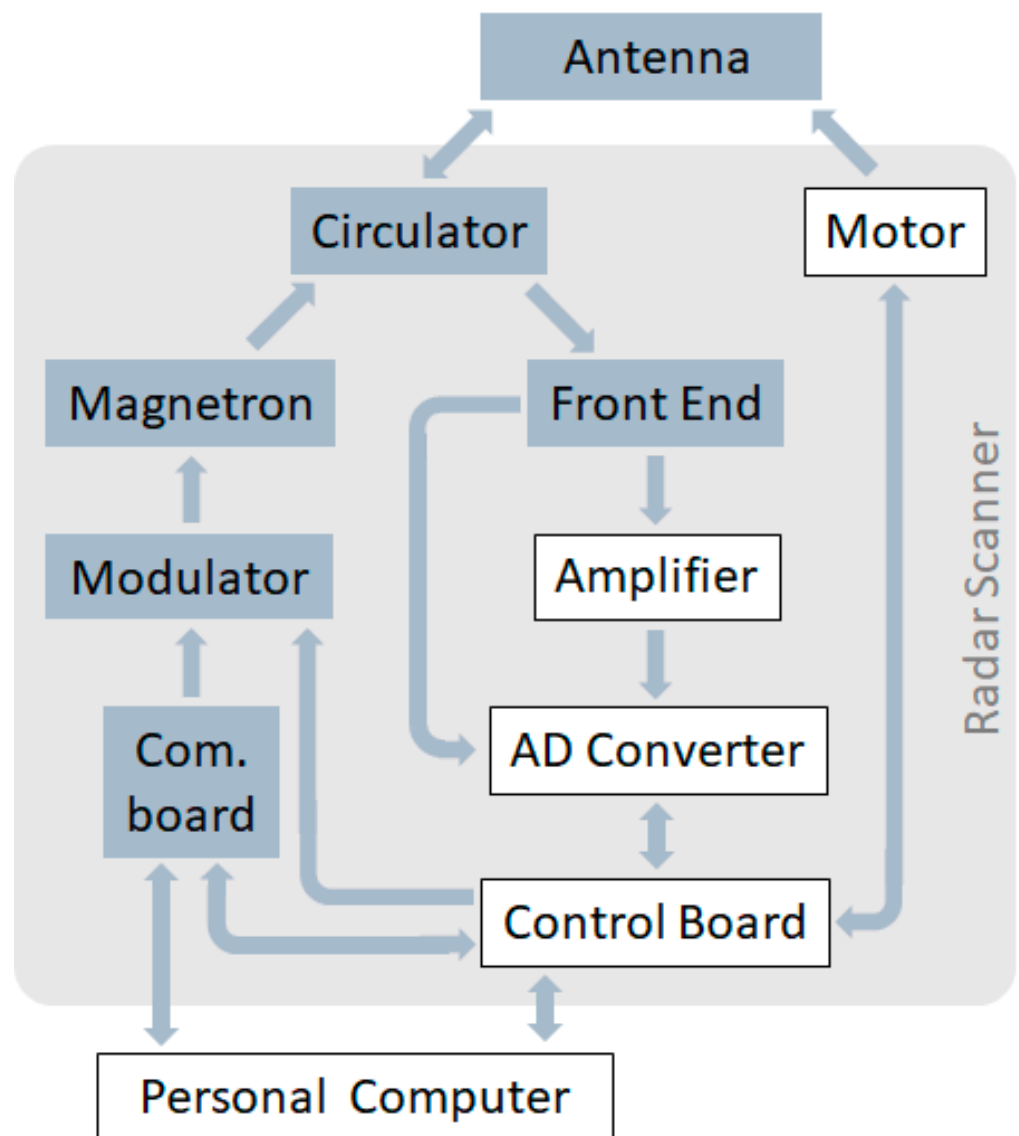 Antenna
Circulator
Motor
Magnetron
Front End
Modulator
Amplifier
Radar Scanner
Com.
board
AD Converter
Control Board
Personal Computer